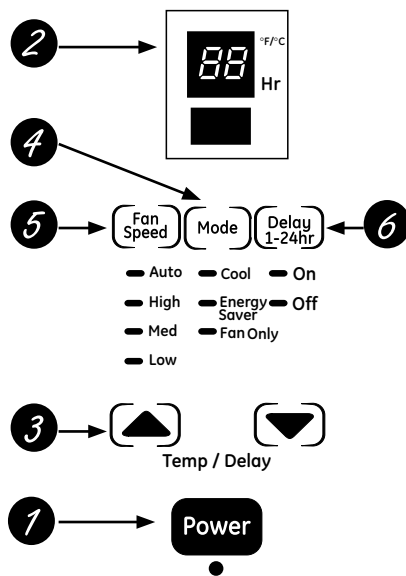 2
88
°F/°C
Hr
4
5
Fan Speed
Mode
Delay 1-24hr
6
Auto
Cool
On
High
Energy Saver
Off
Med
Fan Only
Low
3
Temp / Delay
1
Power